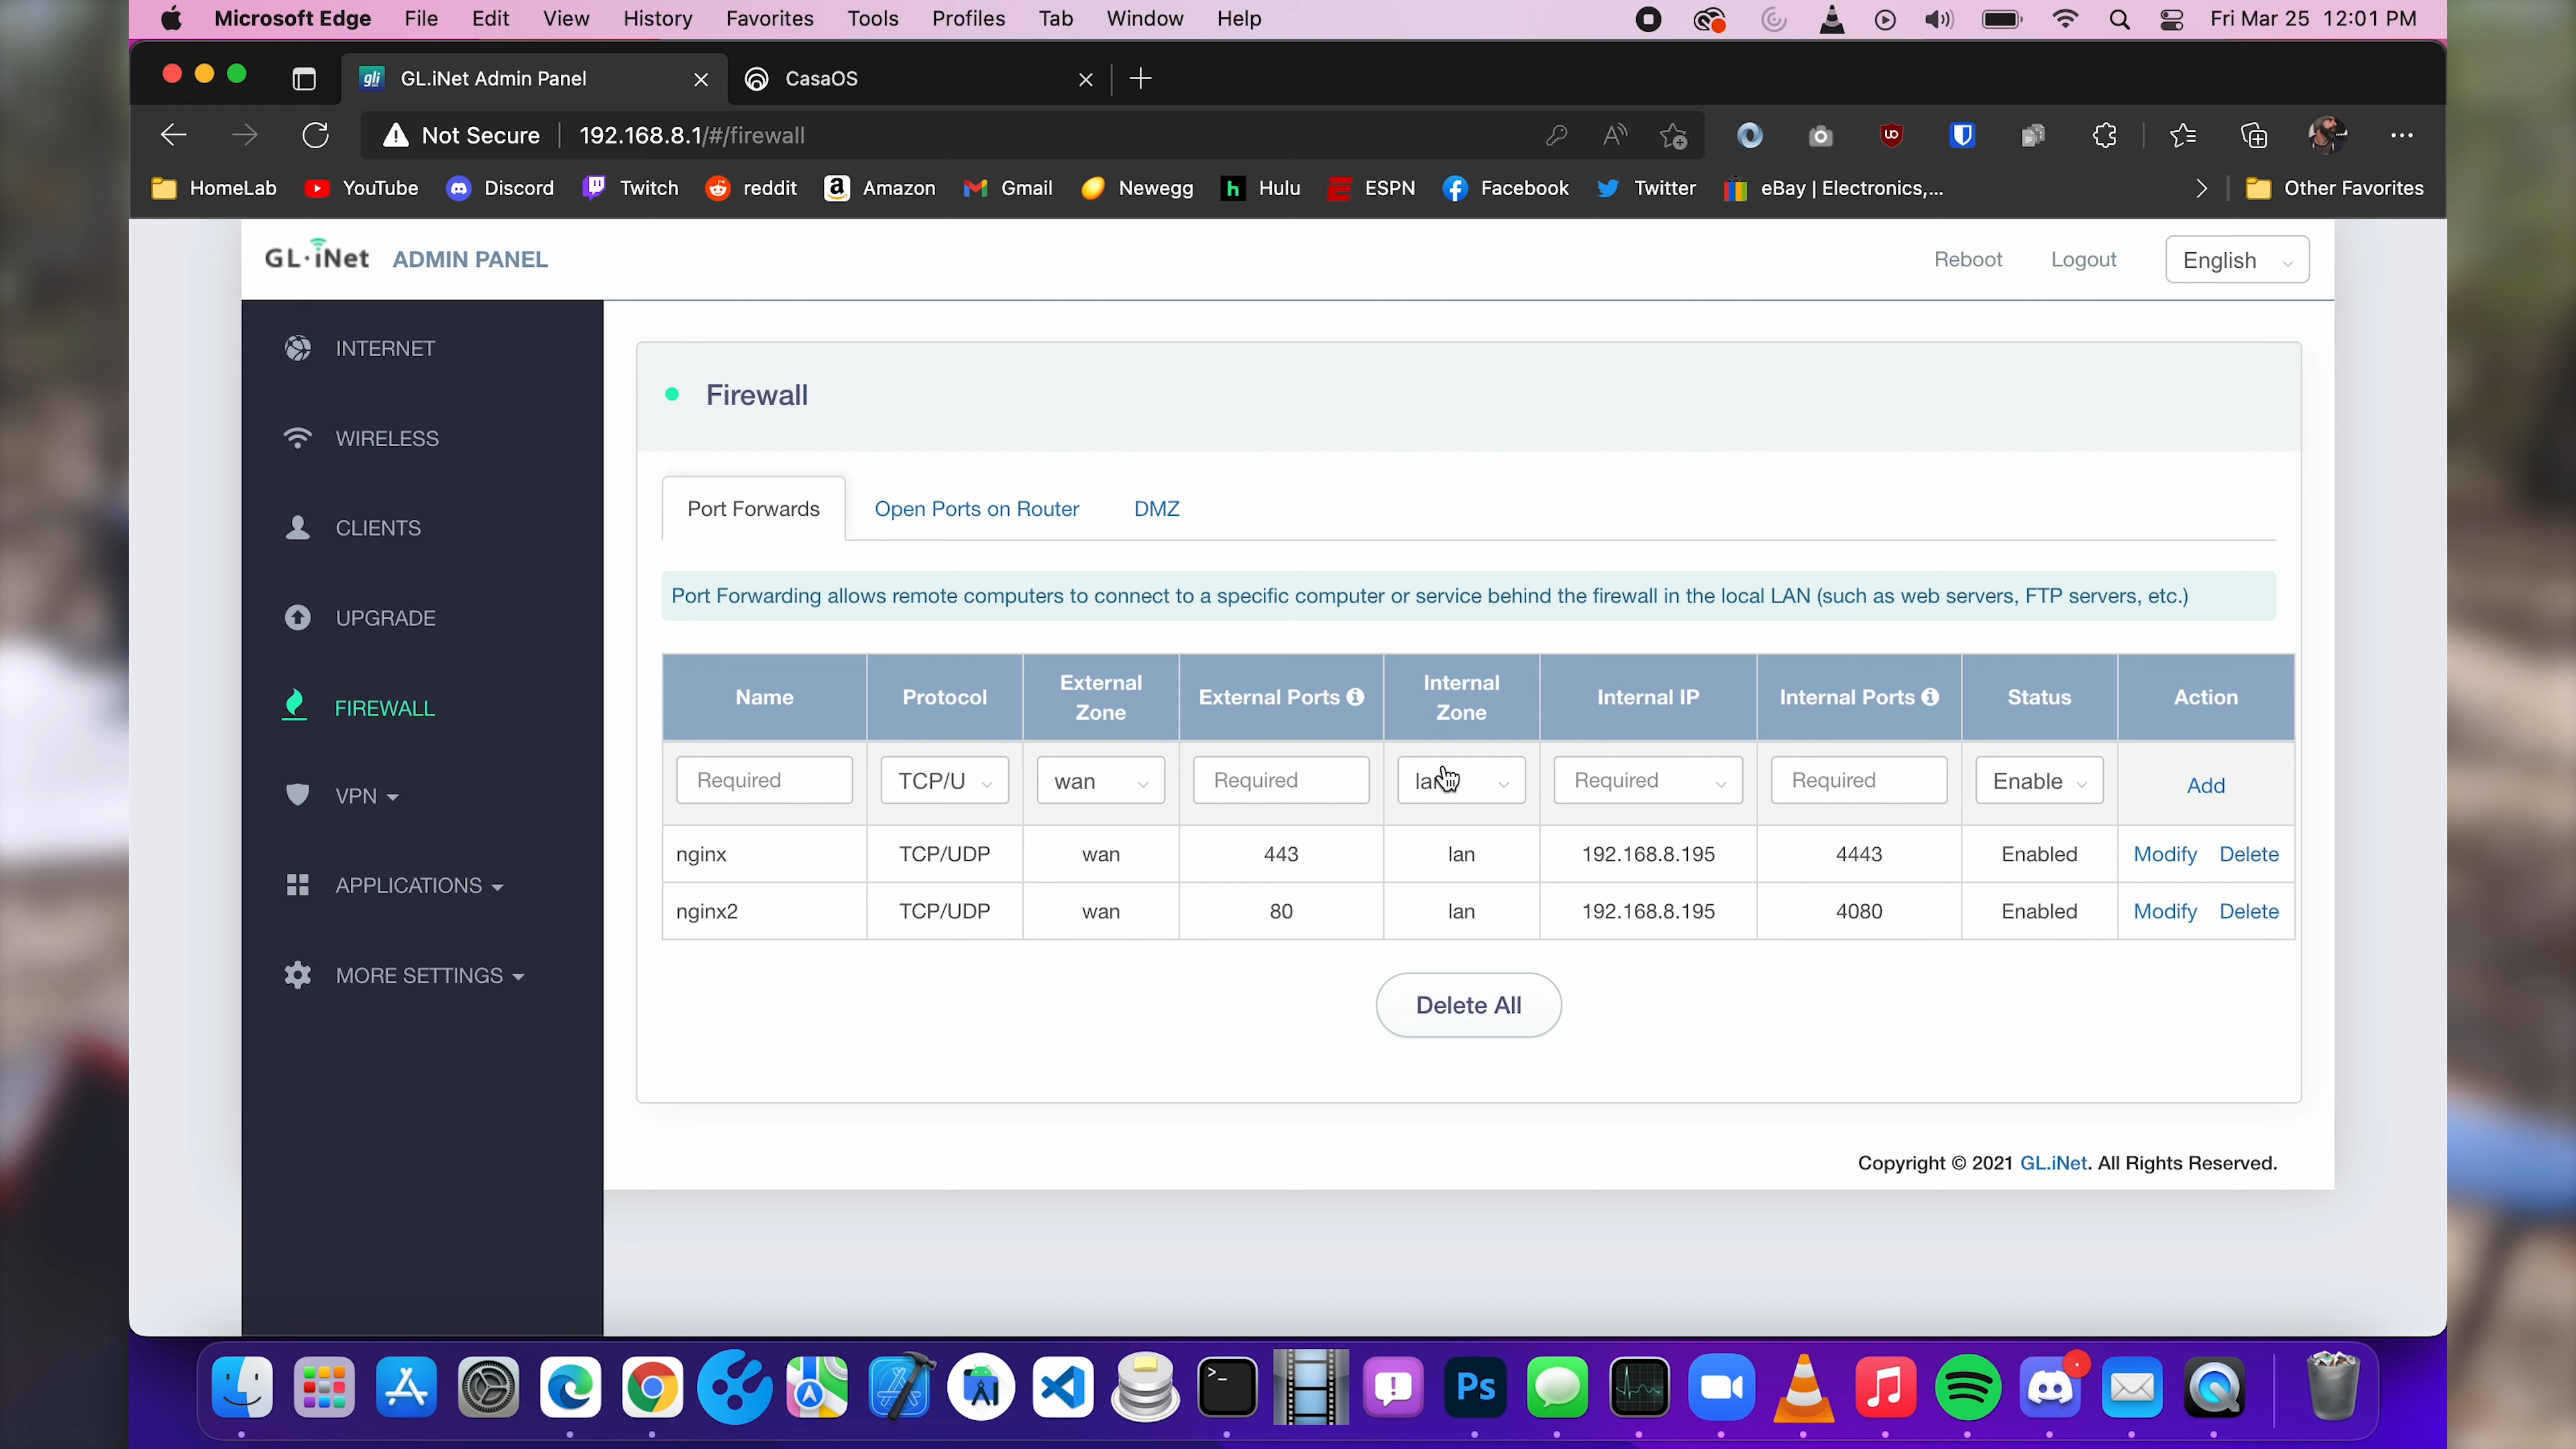 Microsoft Edge File Edit View History Favorites Tools Profiles Tab Window Help Fri Mar 25 12:01 PM
gli GL.iNet Admin Panel CasaOS
Not Secure 192.168.8.1/#/firewall
HomeLab YouTube Discord Twitch reddit Amazon Gmail Newegg Hulu ESPN Facebook Twitter eBay | Electronics,... Other Favorites
GL·iNet ADMIN PANEL Reboot Logout English
INTERNET
WIRELESS
CLIENTS
UPGRADE
FIREWALL
VPN
APPLICATIONS
MORE SETTINGS
Firewall
Port Forwards Open Ports on Router DMZ
Port Forwarding allows remote computers to connect to a specific computer or service behind the firewall in the local LAN (such as web servers, FTP servers, etc.)
Name Protocol External Zone External Ports Internal Zone Internal IP Internal Ports Status Action
Required TCP/U wan Required lan Required Required Enable Add
nginx TCP/UDP wan 443 lan 192.168.8.195 4443 Enabled Modify Delete
nginx2 TCP/UDP wan 80 lan 192.168.8.195 4080 Enabled Modify Delete
Delete All
Copyright © 2021 GL.iNet. All Rights Reserved.
Ps